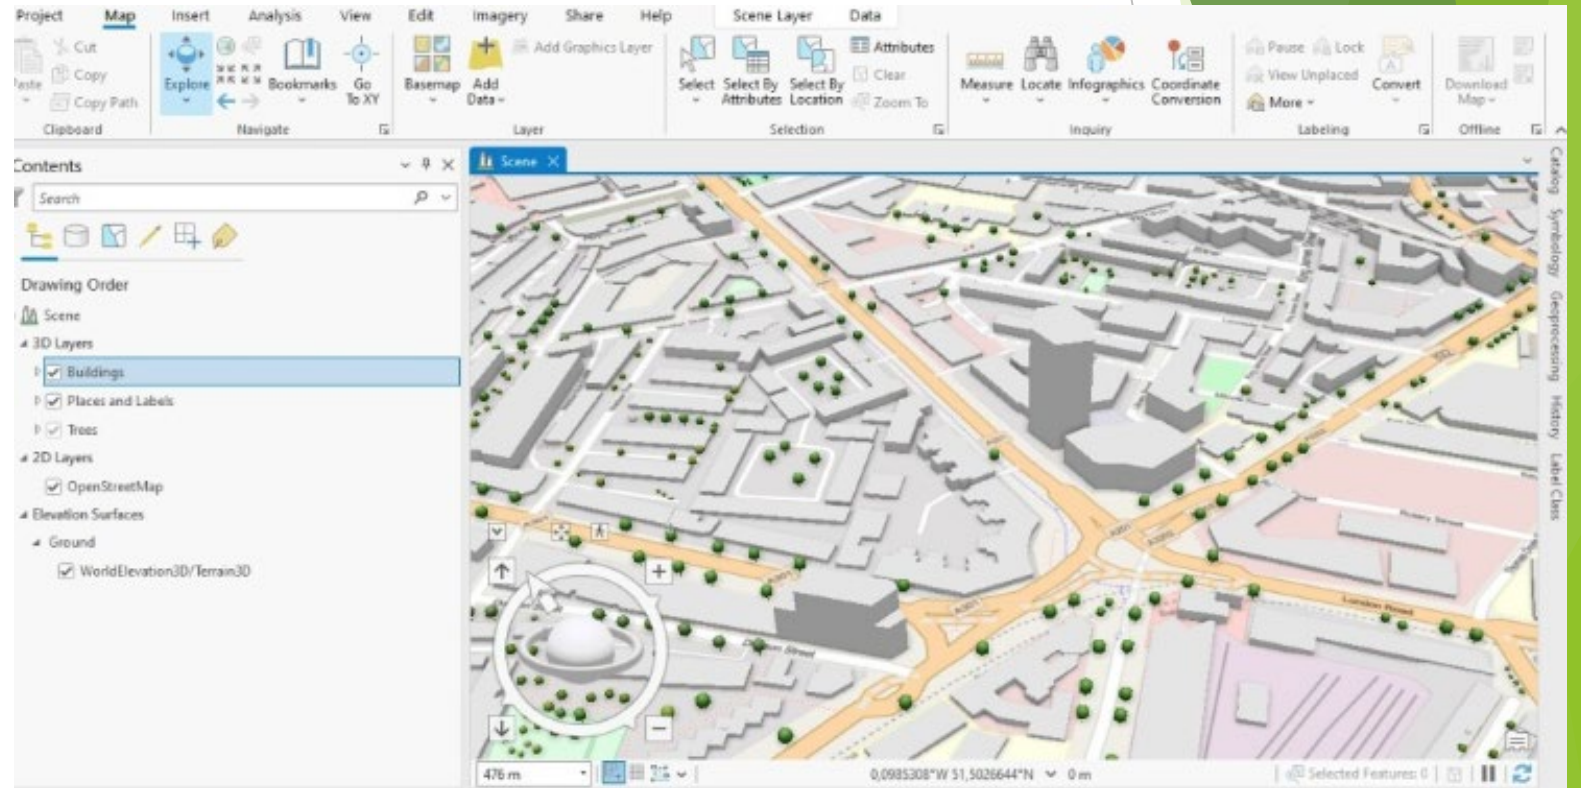 Project Map Insert Analysis View Edit Imagery Share Help Scene Layer Data
Cut
Copy
Copy Path
Clipboard
Explore
Bookmarks
Go To XY
Navigate
Basemap
Add Data
Add Graphics Layer
Layer
Select
Select By Attributes
Select By Location
Attributes
Clear
Zoom To
Selection
Measure
Locate
Infographics
Coordinate Conversion
Inquiry
Pause
Lock
View Unplaced
More
Convert
Labeling
Download Map
Offline
Contents
Search
Drawing Order
Scene
3D Layers
Buildings
Places and Labels
Trees
2D Layers
OpenStreetMap
Elevation Surfaces
Ground
WorldElevation3D/Terrain3D
Scene
A301
London Road
Street
476 m
0,0985308°W 51,5026644°N
0 m
Selected Features: 0
Catalog
Symbology
Geoprocessing
History
Label Class